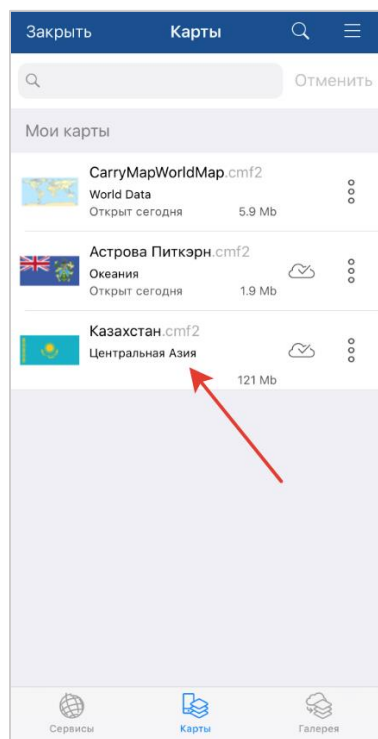 Закрыть Карты
Отменить
Мои карты
CarryMapWorldMap.cmf2
World Data
Открыт сегодня 5.9 Mb
Астрова Питкэрн.cmf2
Океания
Открыт сегодня 1.9 Mb
Казахстан.cmf2
Центральная Азия
121 Mb
Сервисы Карты Галерея